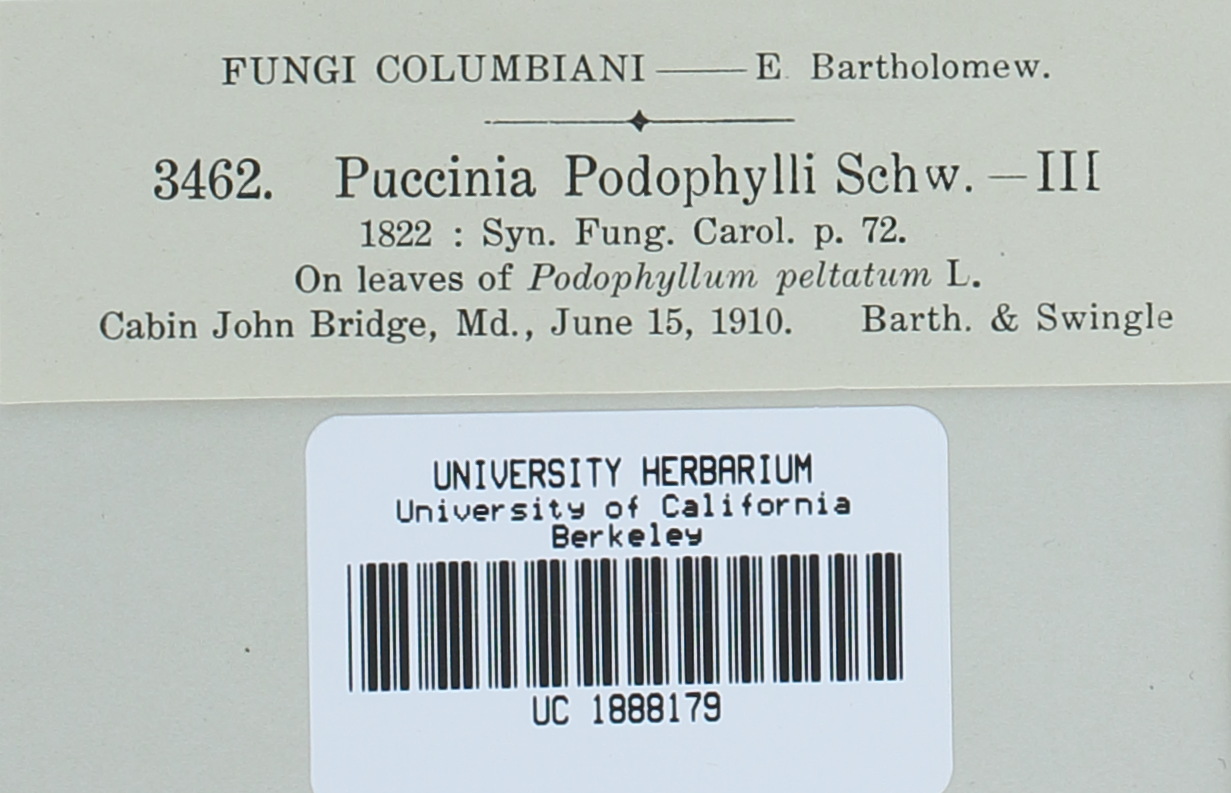 FUNGI COLUMBIANI — E. Bartholomew.
3462. Puccinia Podophylli Schw. — III
1822 : Syn. Fung. Carol. p. 72.
On leaves of Podophyllum peltatum L.
Cabin John Bridge, Md., June 15, 1910. Barth. & Swingle
UNIVERSITY HERBARIUM
University of California
Berkeley
UC 1888179